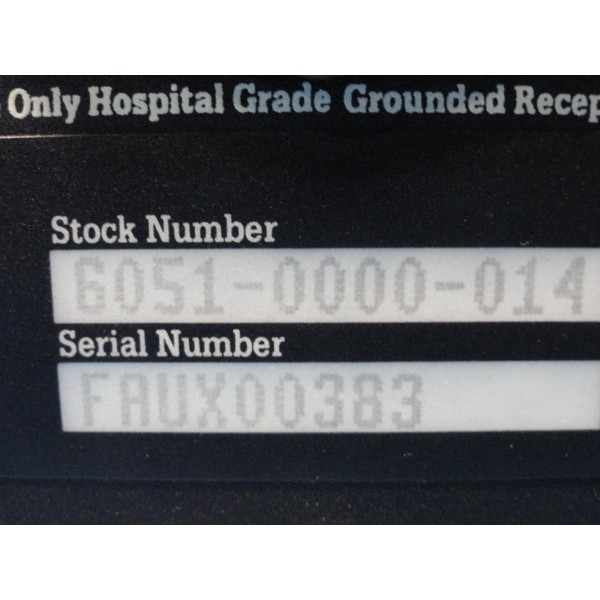 Only Hospital Grade Grounded Recep
Stock Number
6051-0000-014
Serial Number
FAUX00383